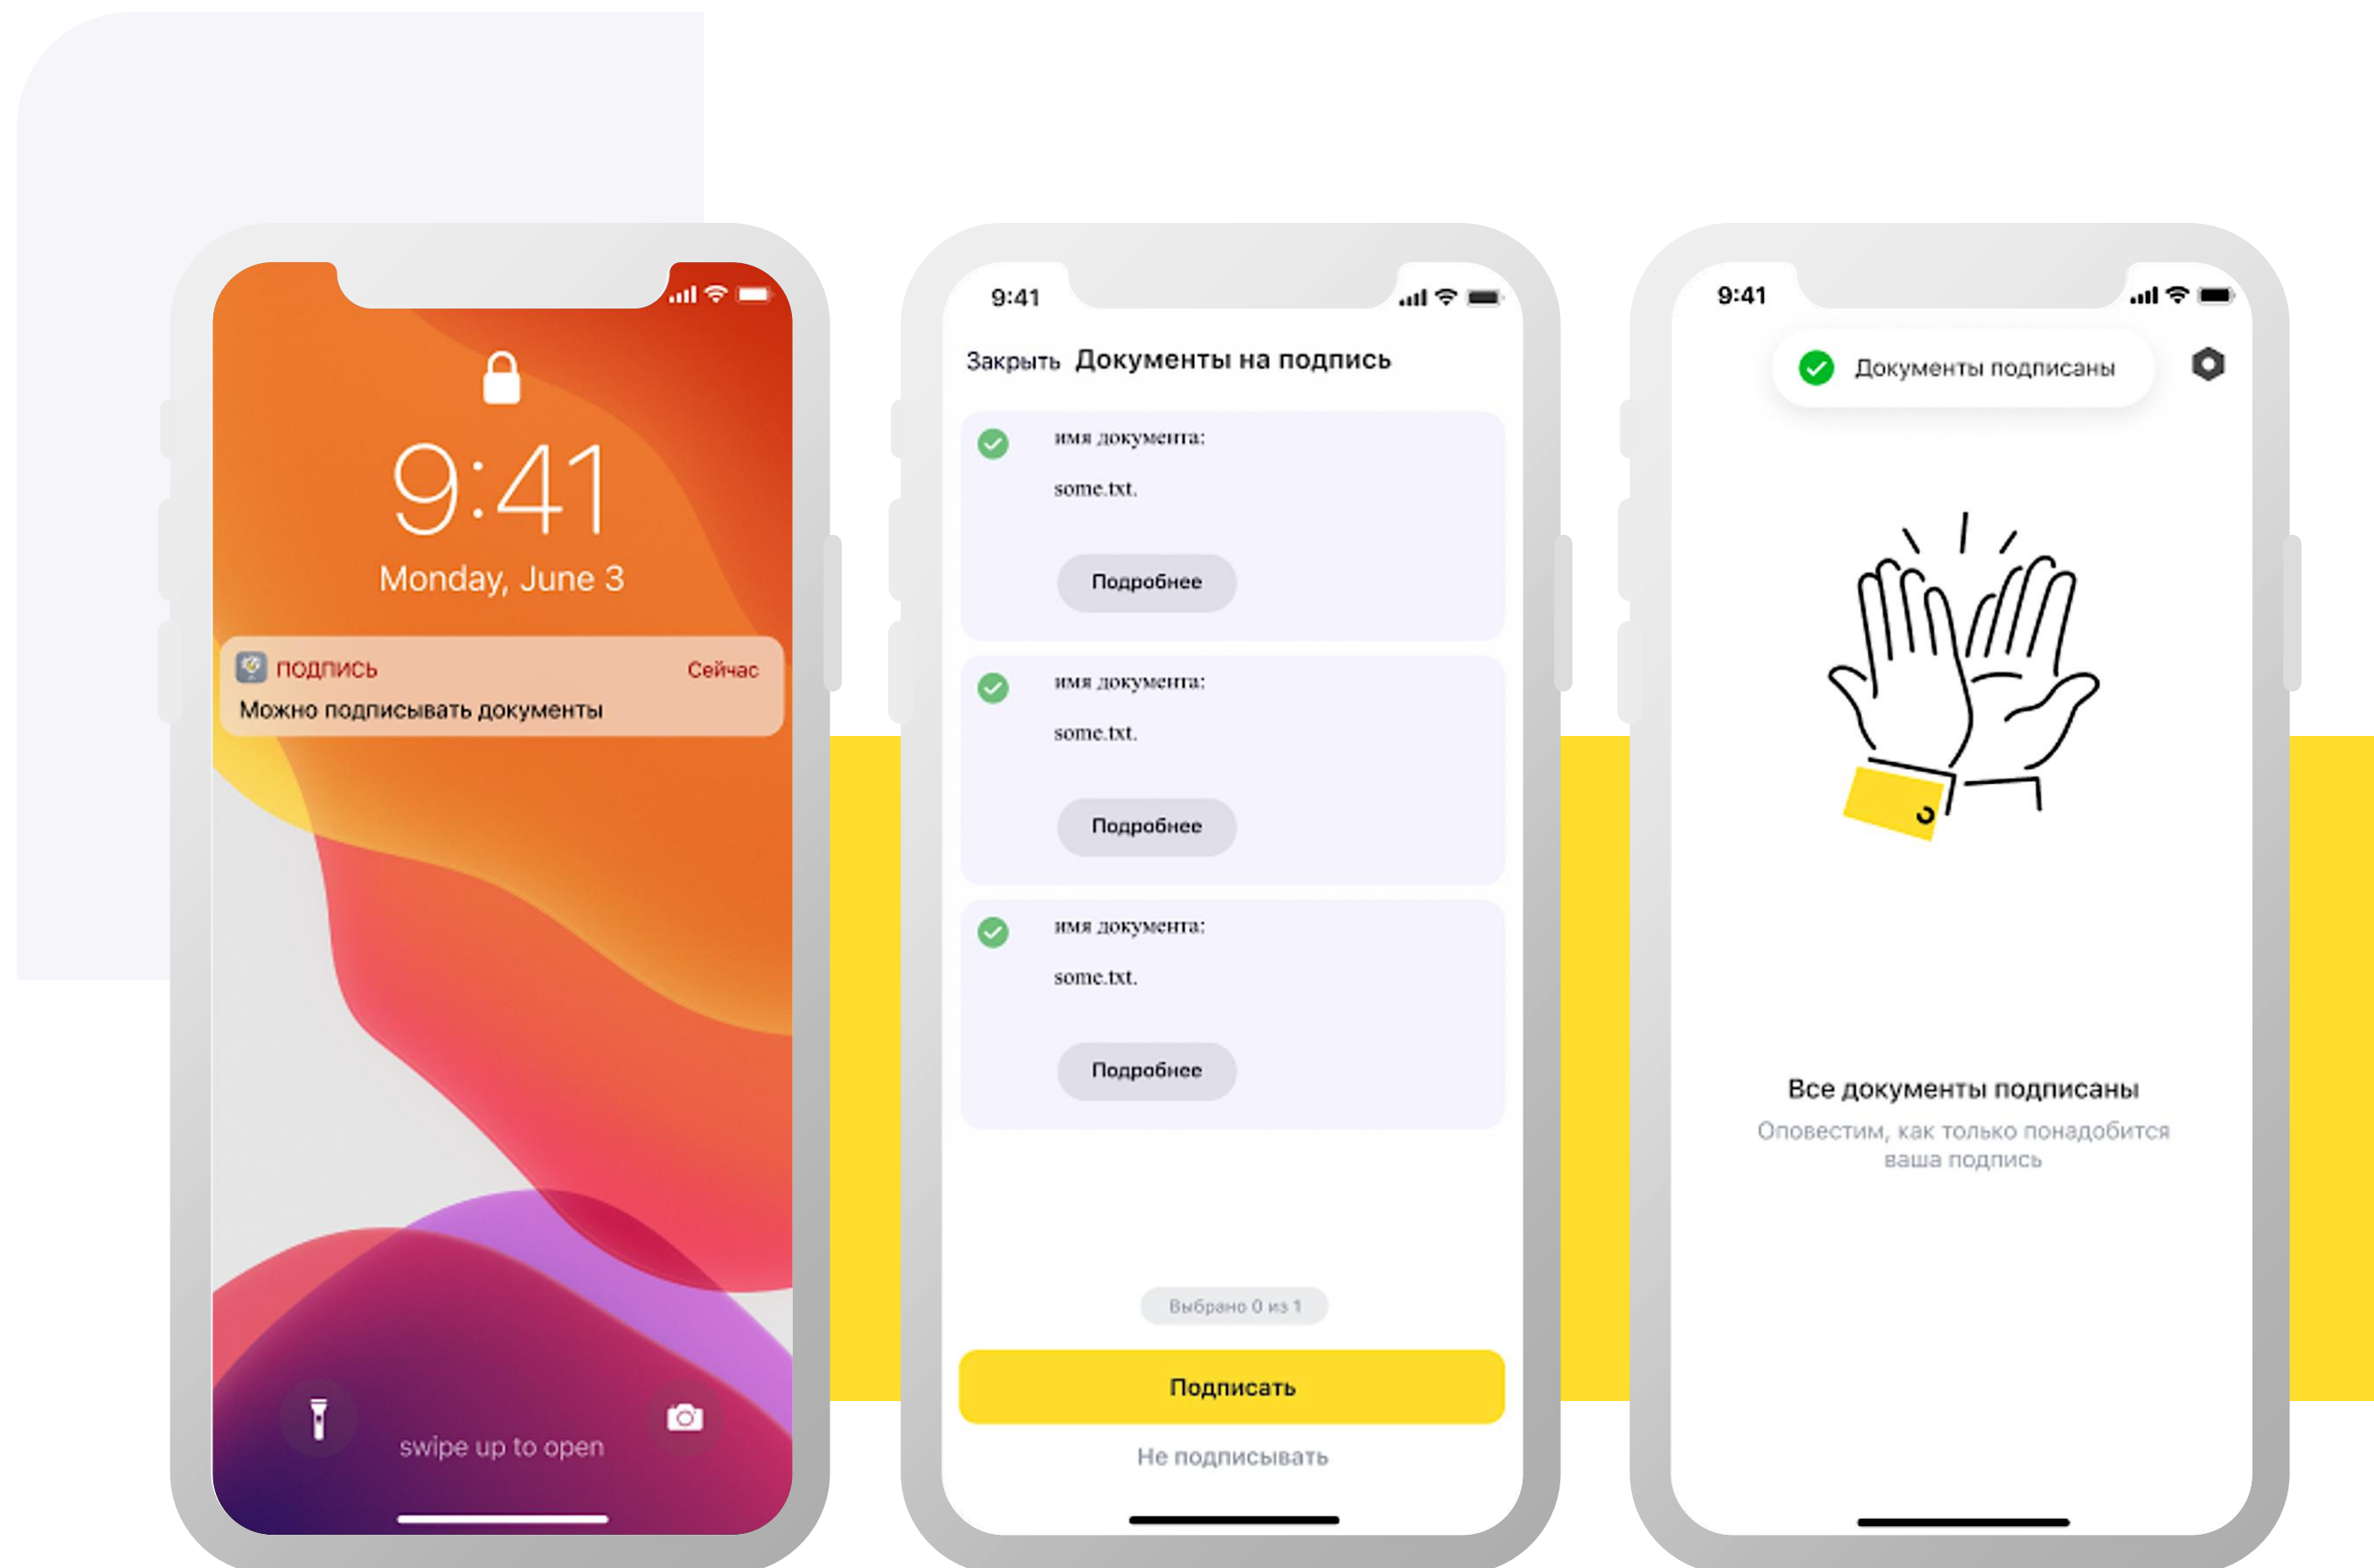 9:41
Monday, June 3
ПОДПИСЬ Сейчас
Можно подписывать документы
swipe up to open
9:41
Закрыть Документы на подпись
имя документа:
some.txt.
Подробнее
имя документа:
some.txt.
Подробнее
имя документа:
some.txt.
Подробнее
Выбрано 0 из 1
Подписать
Не подписывать
9:41
Документы подписаны
Все документы подписаны
Оповестим, как только понадобится
ваша подпись